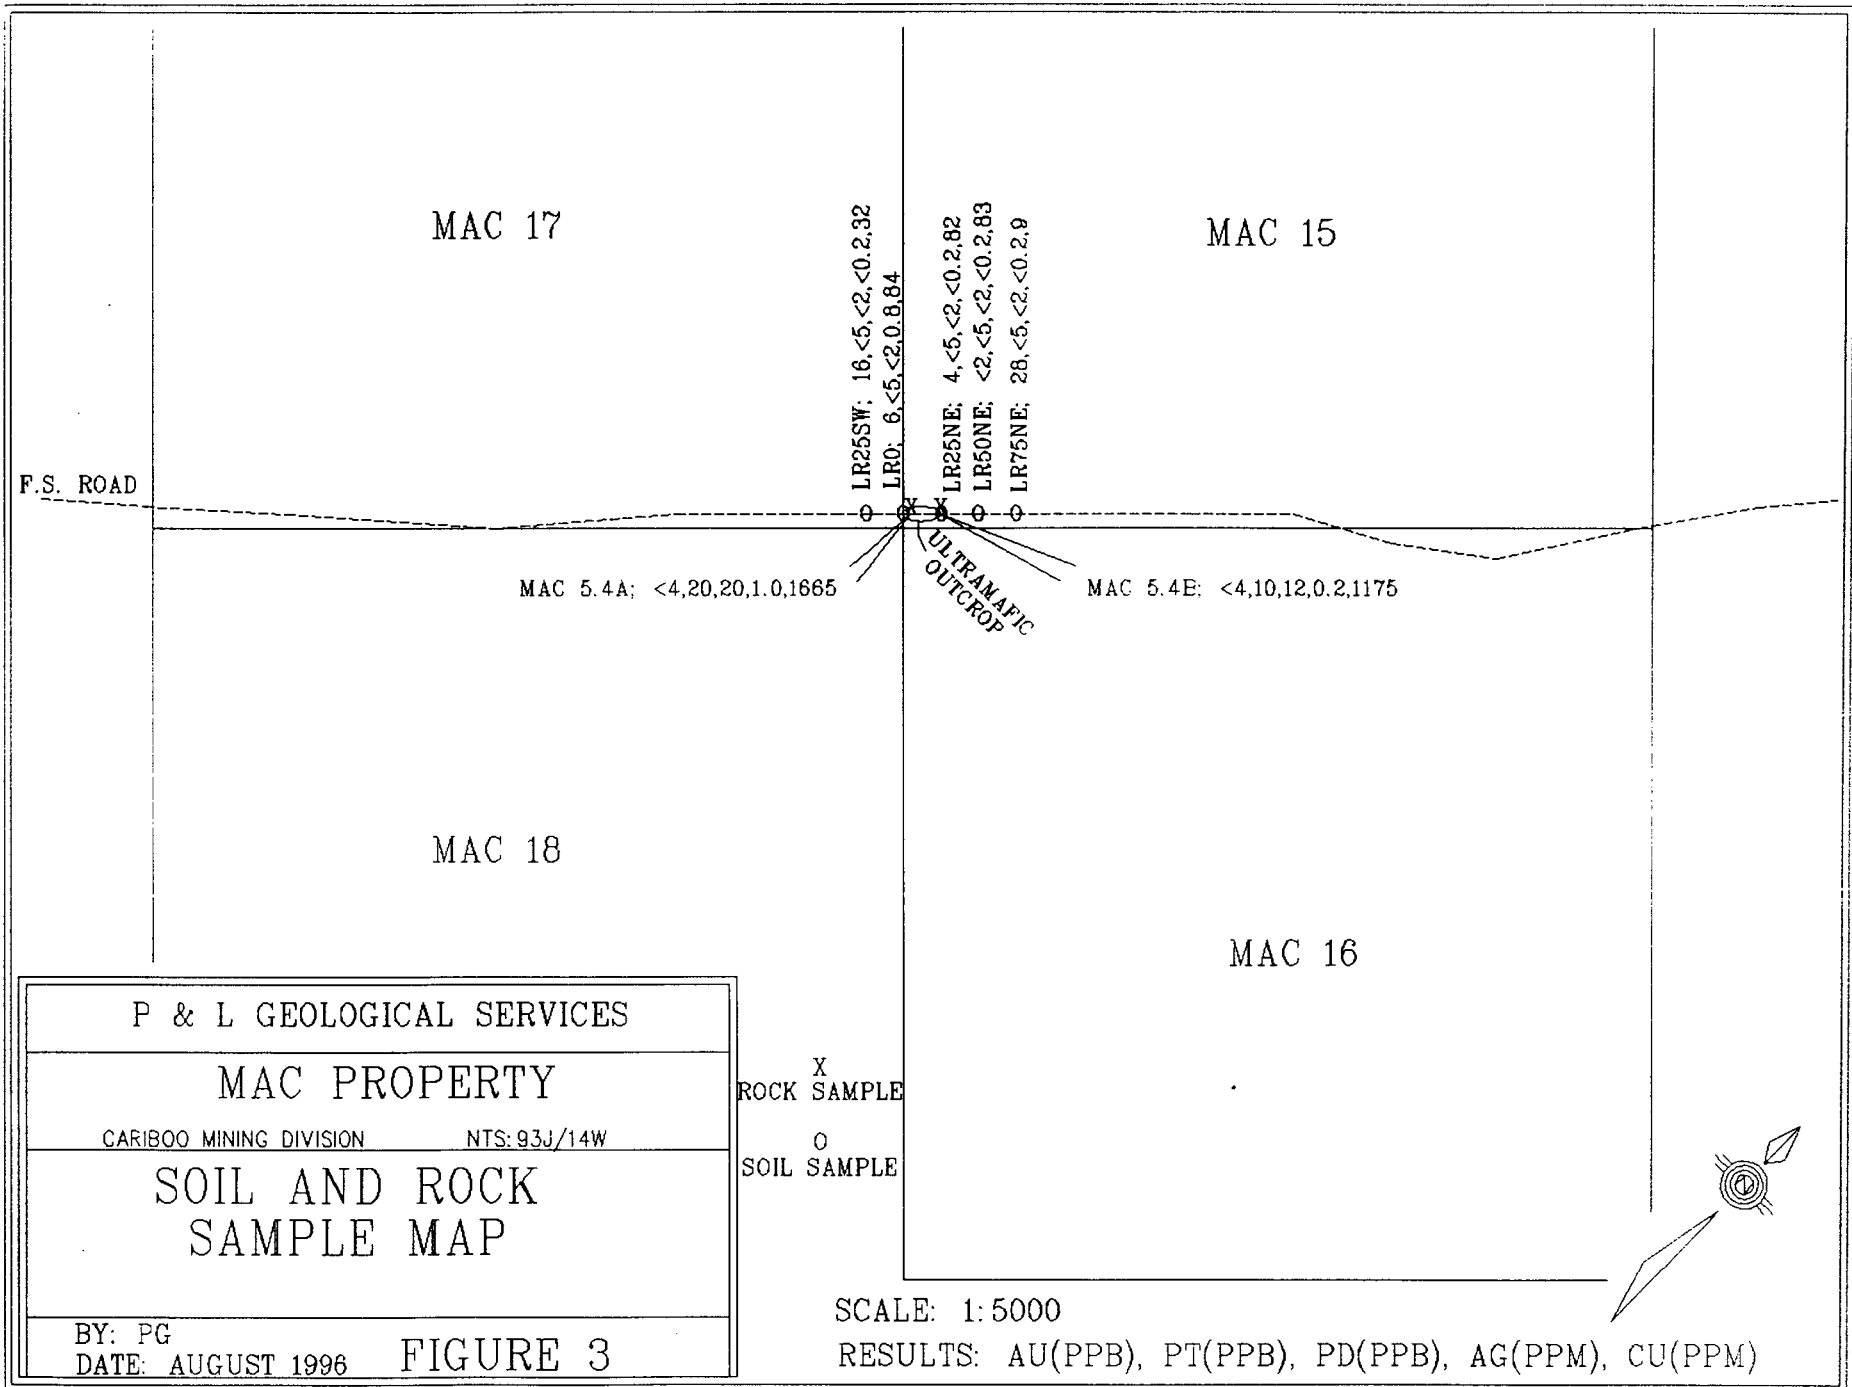 MAC 17
MAC 15
LR25SW; 16,<5,<2,<0.2,32
LR0; 6,<5,<2,0.8,84
LR25NE; 4,<5,<2,<0.2,82
LR50NE; <2,<5,<2,<0.2,83
LR75NE; 28,<5,<2,<0.2,9
F.S. ROAD
O
O
O
O
O
X
X
ULTRAMAFIC
OUTCROP
MAC 5.4A; <4,20,20,1.0,1665
MAC 5.4B; <4,10,12,0.2,1175
MAC 18
MAC 16
P & L GEOLOGICAL SERVICES
MAC PROPERTY
CARIBOO MINING DIVISION NTS: 93J/14W
SOIL AND ROCK
SAMPLE MAP
BY: PG
DATE: AUGUST 1996
FIGURE 3
X
ROCK SAMPLE
O
SOIL SAMPLE
SCALE: 1:5000
RESULTS: AU(PPB), PT(PPB), PD(PPB), AG(PPM), CU(PPM)